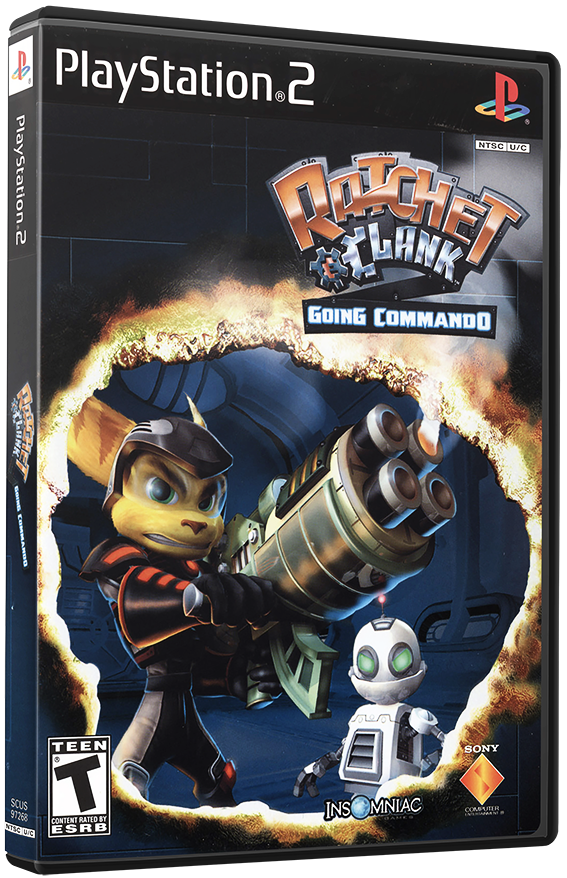 PlayStation®2
NTSC U/C
RATCHET
& CLANK
GOING COMMANDO
TEEN
T
CONTENT RATED BY
ESRB
INSOMNIAC
GAMES
SONY
COMPUTER
ENTERTAINMENT®
PlayStation®2
RATCHET
& CLANK
GOING COMMANDO
SCUS
97268
NTSC U/C